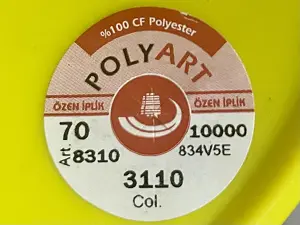 %100 CF Polyester
POLYART
ÖZEN İPLİK ÖZEN İPLİK
70 10000
Art. 8310 834V5E
3110
Col.